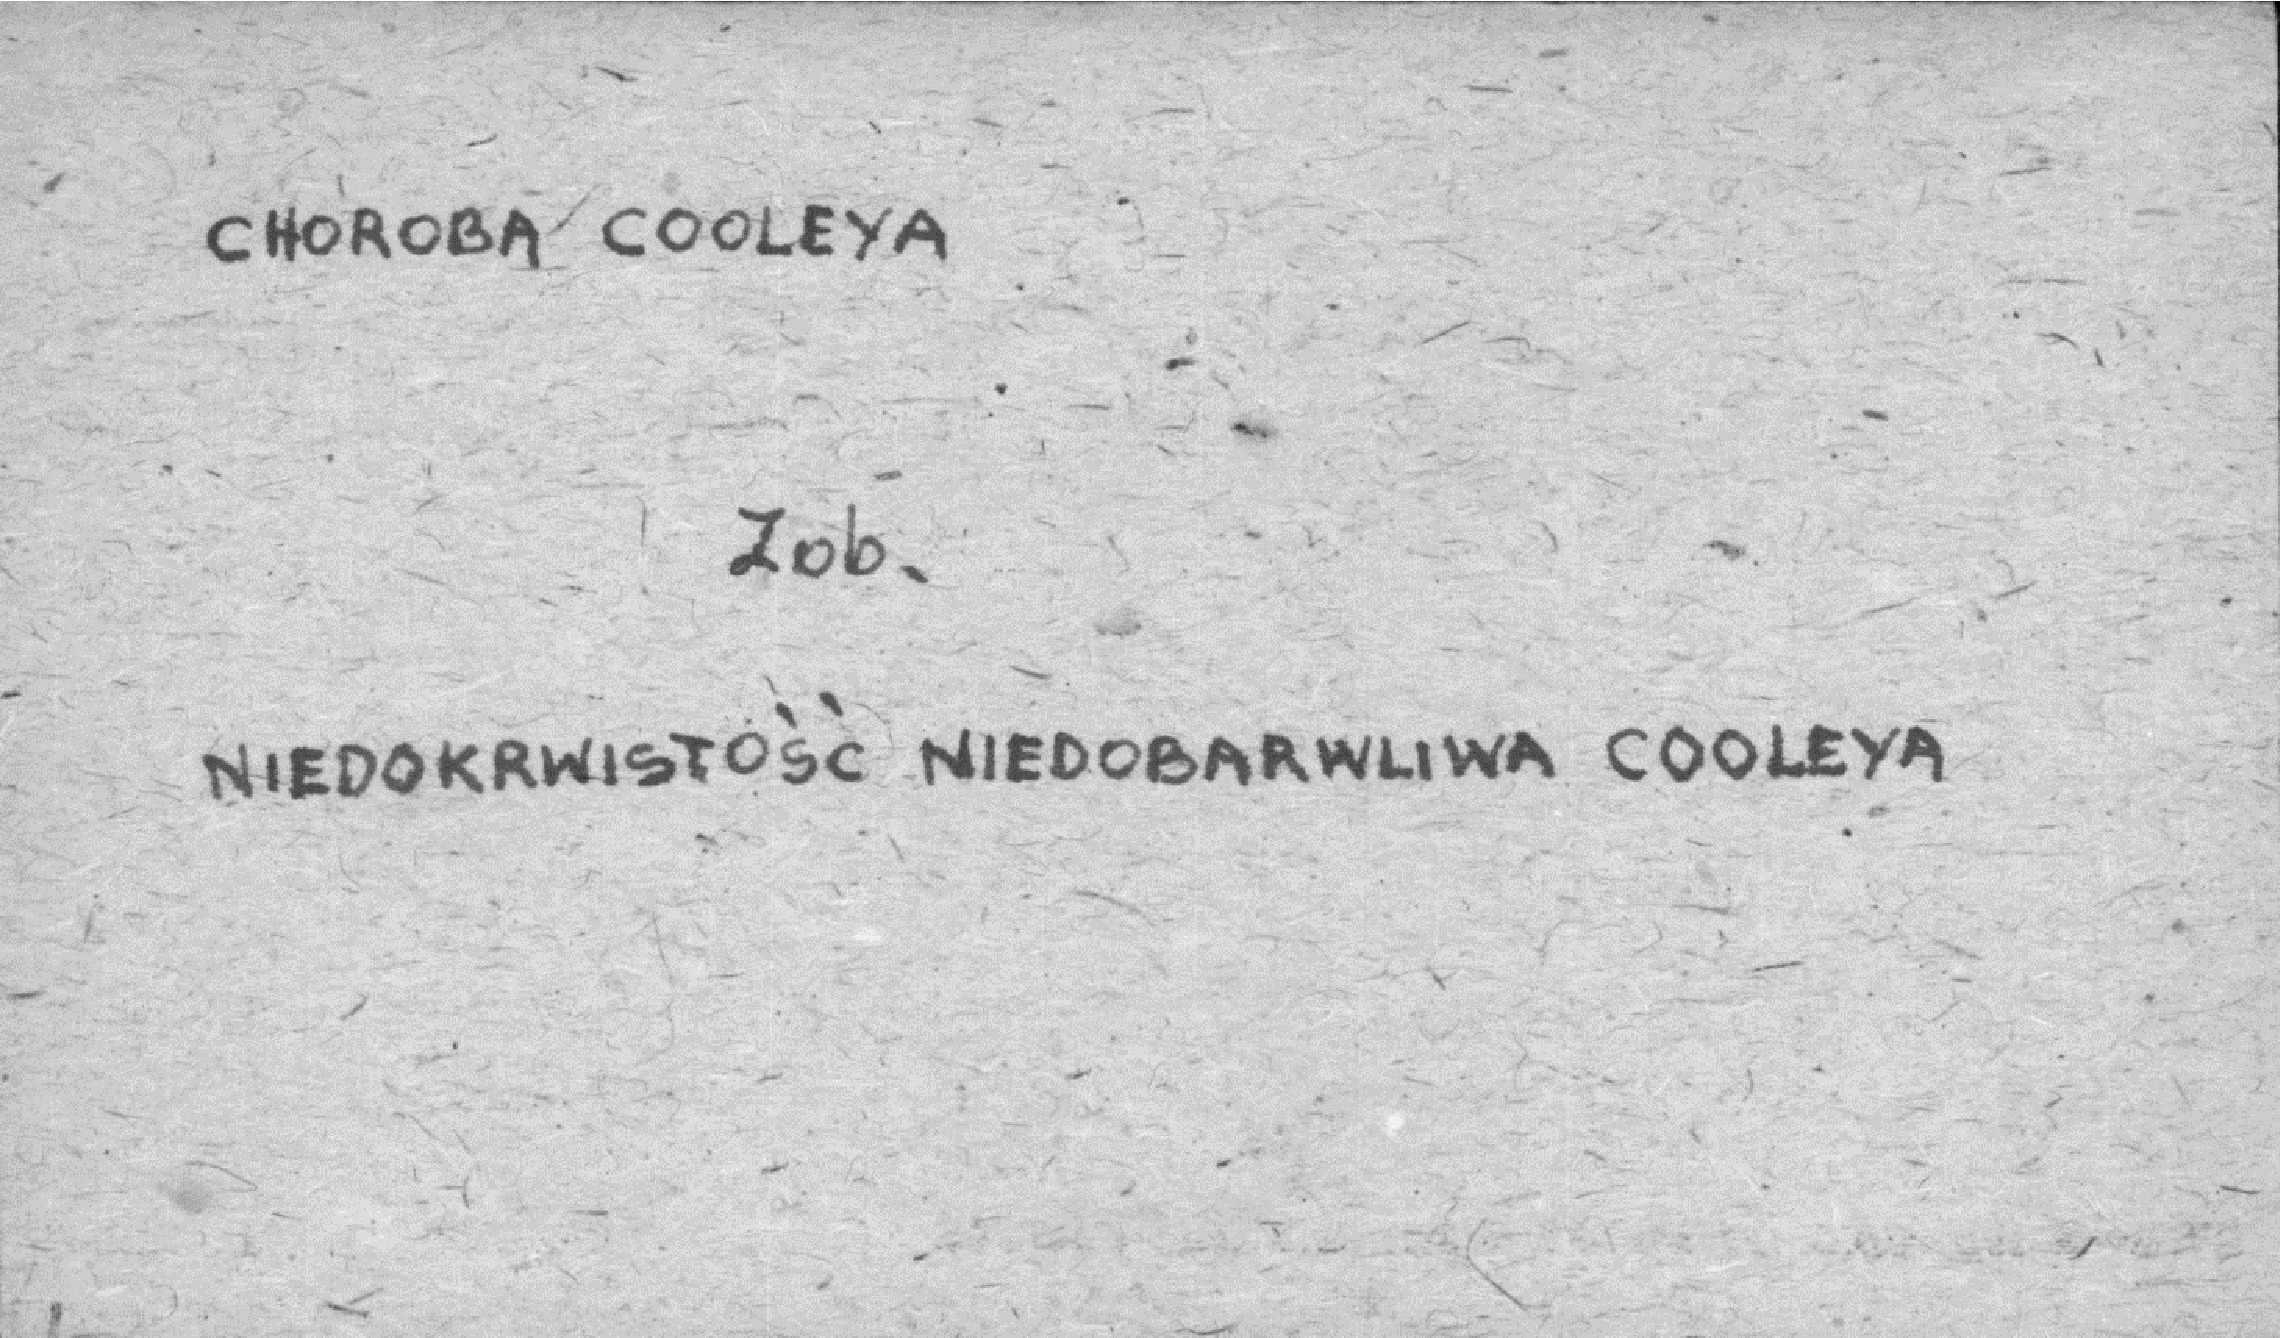 CHOROBA COOLEYA
Zob.
NIEDOKRWISTOŚĆ NIEDOBARWLIWA COOLEYA